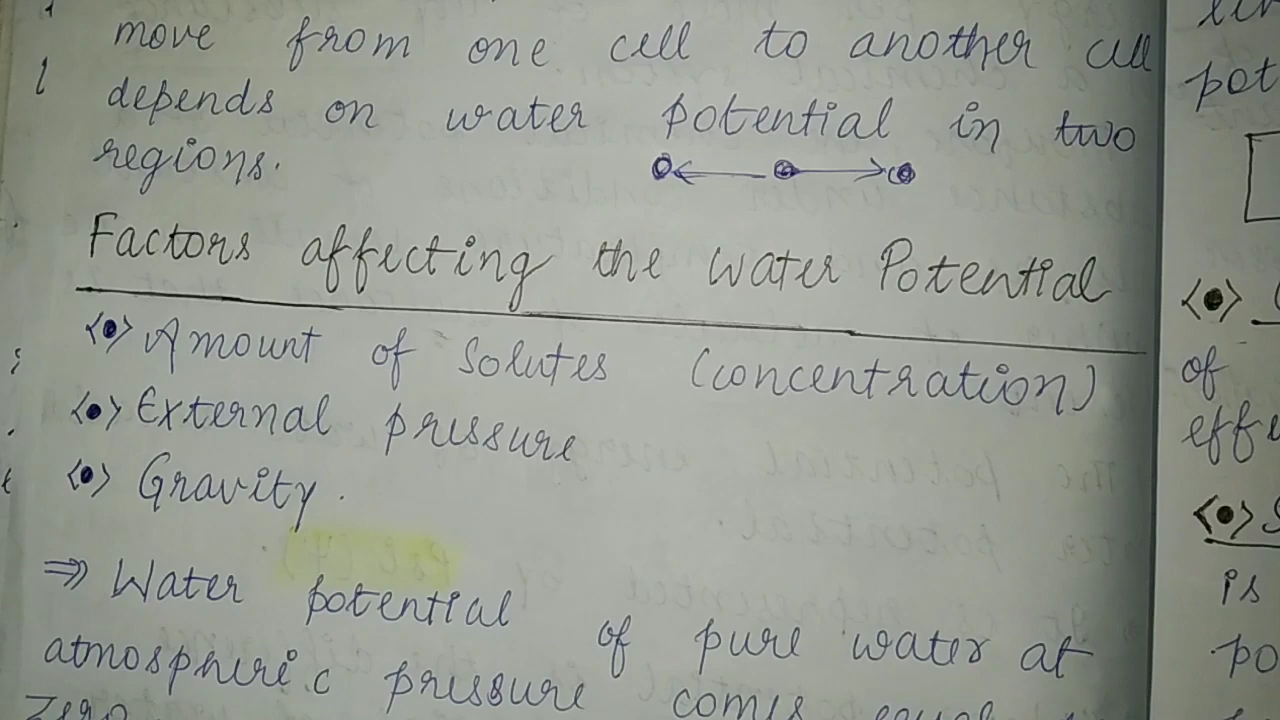 move from one cell to another cell
depends on water potential in two
regions.
Factors affecting the water Potential
Amount of Solutes (concentration)
External pressure
Gravity.
⇒ Water potential of pure water at
atmospheric pressure comes equal
zero
pot
of
effe
is
po